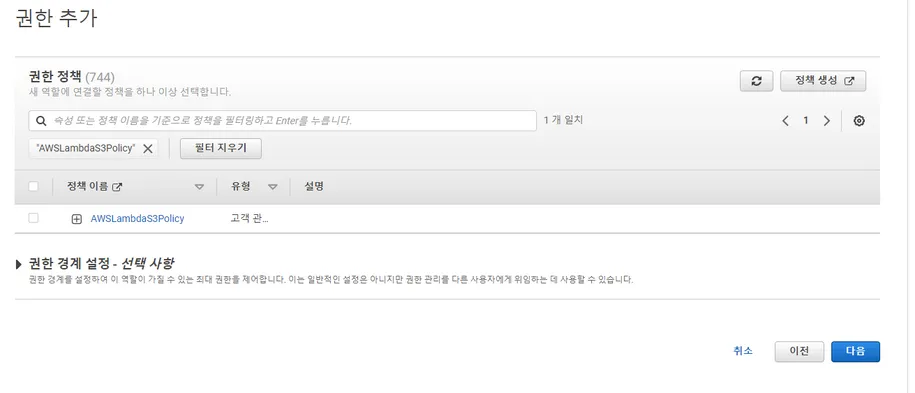 권한 추가
권한 정책 (744)
새 역할에 연결할 정책을 하나 이상 선택합니다.
정책 생성
속성 또는 정책 이름을 기준으로 정책을 필터링하고 Enter를 누릅니다.
1 개 일치
1
"AWSLambdaS3Policy"
필터 지우기
정책 이름 유형 설명
AWSLambdaS3Policy 고객 관...
권한 경계 설정 - 선택 사항
권한 경계를 설정하여 이 역할이 가질 수 있는 최대 권한을 제어합니다. 이는 일반적인 설정은 아니지만 권한 관리를 다른 사용자에게 위임하는 데 사용할 수 있습니다.
취소 이전 다음